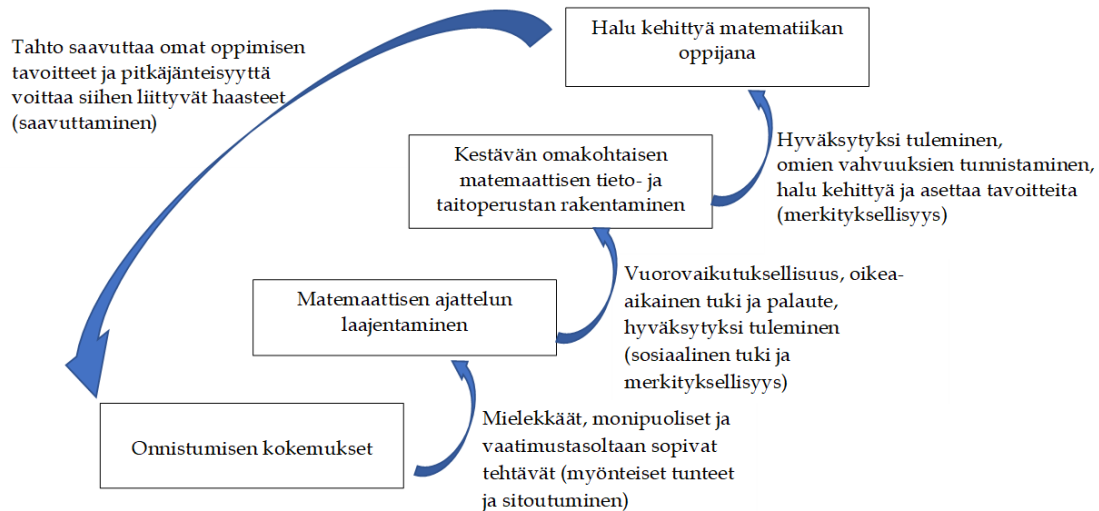 Halu kehittyä matematiikan
oppijana
Tahto saavuttaa omat oppimisen
tavoitteet ja pitkäjänteisyyttä
voittaa siihen liittyvät haasteet
(saavuttaminen)
Kestävän omakohtaisen
matemaattisen tieto- ja
taitoperustan rakentaminen
Hyväksytyksi tuleminen,
omien vahvuuksien tunnistaminen,
halu kehittyä ja asettaa tavoitteita
(merkityksellisyys)
Matemaattisen ajattelun
laajentaminen
Vuorovaikutuksellisuus, oikea-
aikainen tuki ja palaute,
hyväksytyksi tuleminen
(sosiaalinen tuki ja
merkityksellisyys)
Onnistumisen kokemukset
Mielekkäät, monipuoliset ja
vaatimustasoltaan sopivat
tehtävät (myönteiset tunteet
ja sitoutuminen)